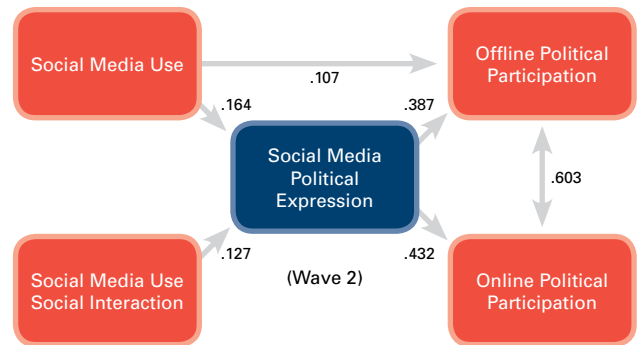 Social Media Use
Offline Political
Participation
.107
.164
.387
Social Media
Political
Expression
.603
.127
.432
(Wave 2)
Social Media Use
Social Interaction
Online Political
Participation